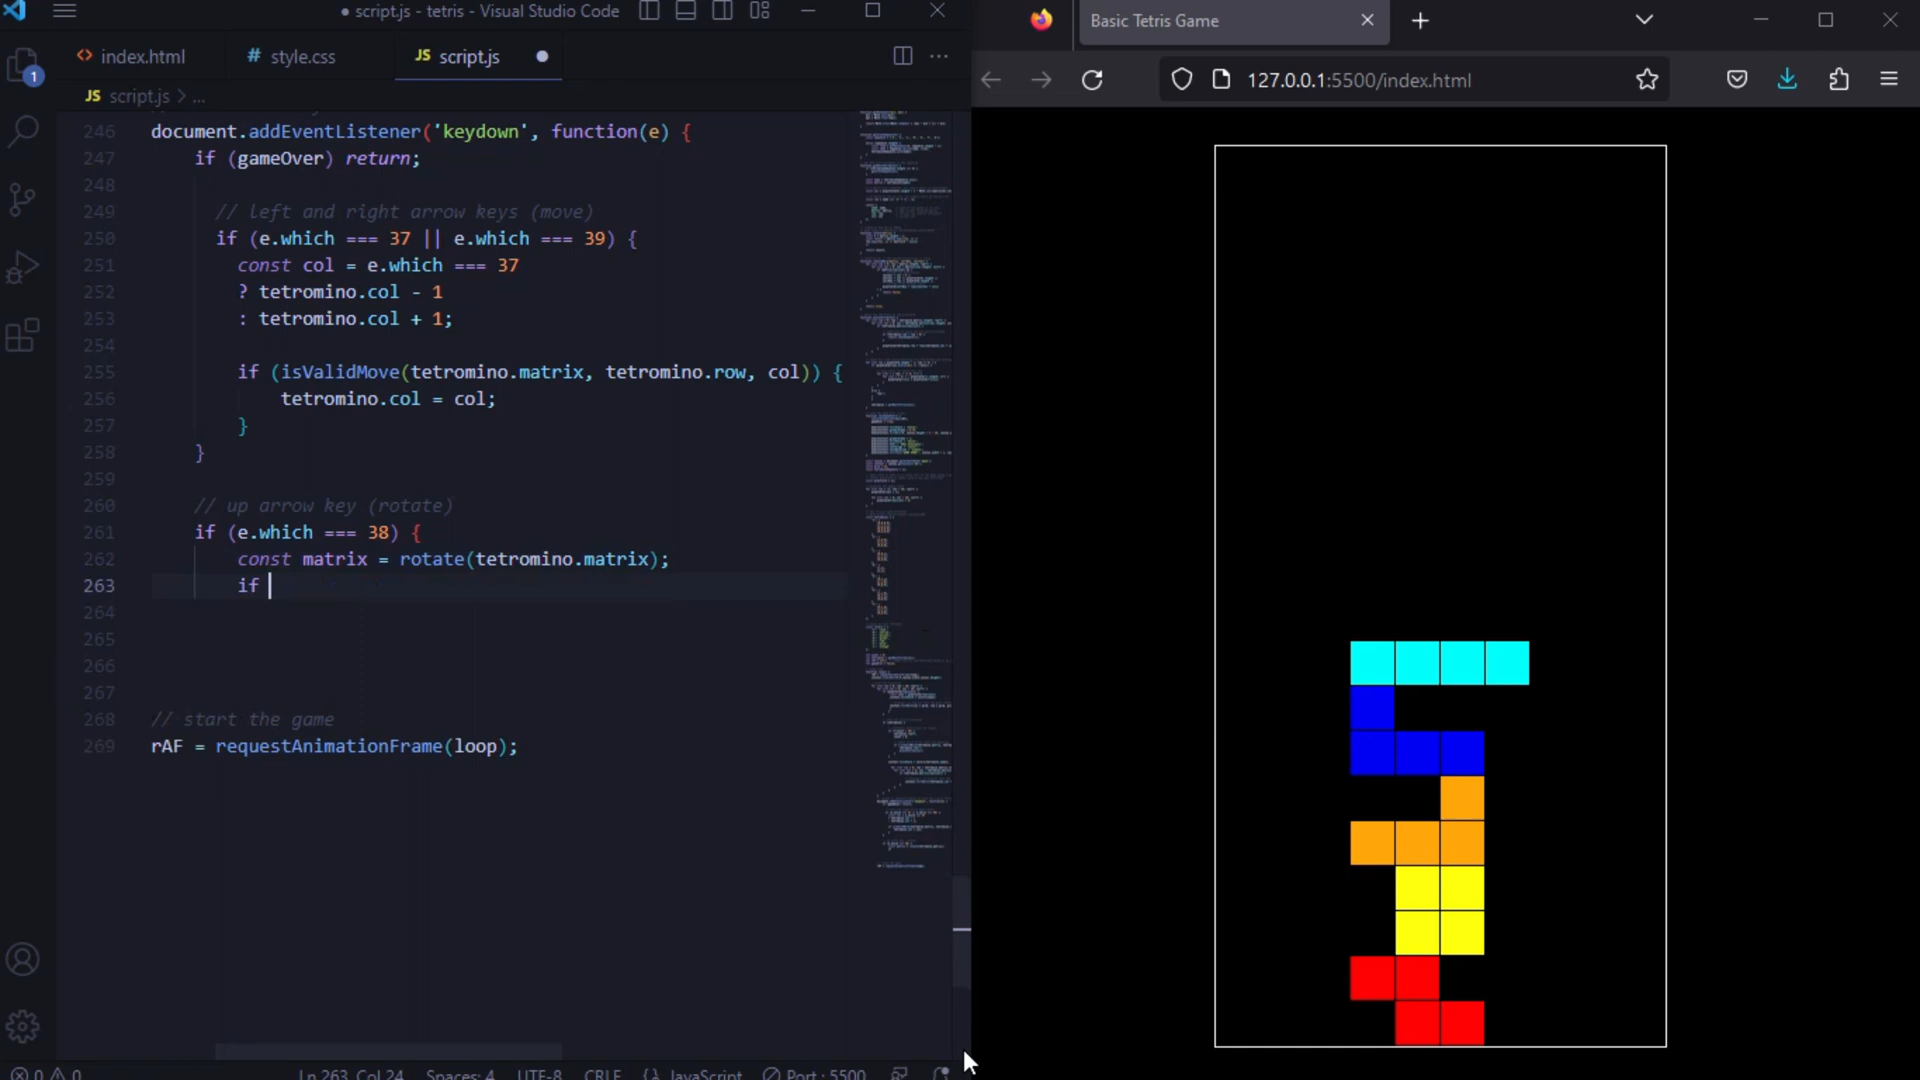 script.js - tetris - Visual Studio Code
Basic Tetris Game
index.html
# style.css
JS script.js
127.0.0.1:5500/index.html
1
JS script.js > ...
246 document.addEventListener('keydown', function(e) {
247 if (gameOver) return;
248
249 // left and right arrow keys (move)
250 if (e.which === 37 || e.which === 39) {
251 const col = e.which === 37
252 ? tetromino.col - 1
253 : tetromino.col + 1;
254
255 if (isValidMove(tetromino.matrix, tetromino.row, col)) {
256 tetromino.col = col;
257 }
258 }
259
260 // up arrow key (rotate)
261 if (e.which === 38) {
262 const matrix = rotate(tetromino.matrix);
263 if
264
265
266
267
268 // start the game
269 rAF = requestAnimationFrame(loop);
0 0 Ln 263, Col 24 Spaces: 4 UTF-8 CRLF {} JavaScript Port : 5500